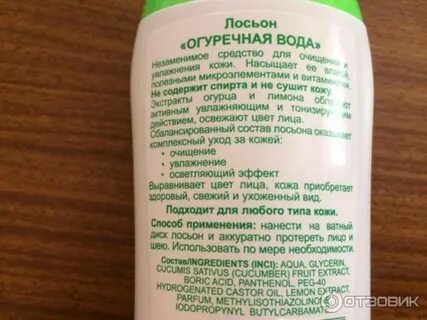 Лосьон
«ОГУРЕЧНАЯ ВОДА»
Незаменимое средство для очищения и
увлажнения кожи. Насыщает ее влагой,
полезными микроэлементами и витаминами.
Не содержит спирта и не сушит кожу.
Экстракты огурца и лимона обладают
активным увлажняющим и тонизирующим
действием, освежают цвет лица.
Сбалансированный состав лосьона оказывает
комплексный уход за кожей:
• очищение
• увлажнение
• осветляющий эффект
Выравнивает цвет лица, кожа приобретает
здоровый, свежий и ухоженный вид.
Подходит для любого типа кожи.
Способ применения: нанести на ватный
диск лосьон и аккуратно протереть лицо и
шею. Использовать по мере необходимости.
Состав/INGREDIENTS (INCI): AQUA, GLYCERIN,
CUCUMIS SATIVUS (CUCUMBER) FRUIT EXTRACT,
BORIC ACID, PANTHENOL, PEG-40
HYDROGENATED CASTOR OIL, LEMON EXTRACT,
PARFUM, METHYLISOTHIAZOLINONE,
IODOPROPYNYL BUTYLCARBAMATE.
ОТЗОВИК